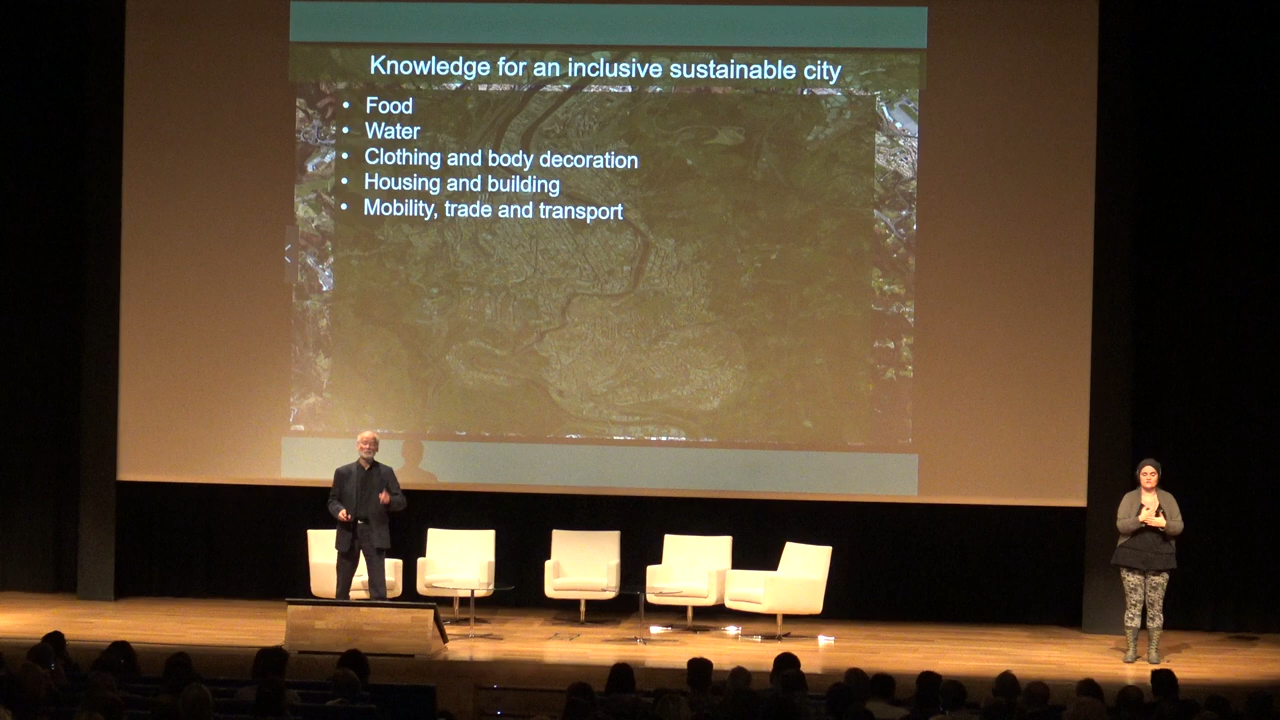 Knowledge for an inclusive sustainable city
• Food
• Water
• Clothing and body decoration
• Housing and building
• Mobility, trade and transport